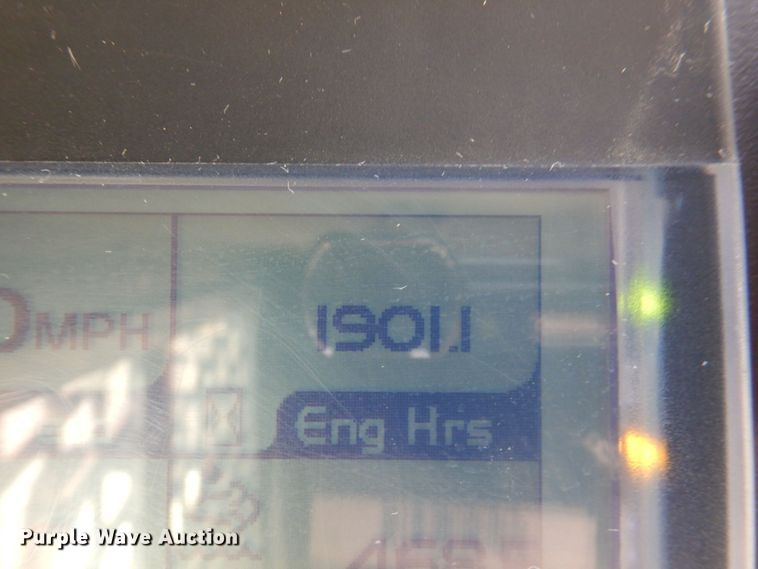 1901.1
MPH
Eng Hrs
Purple Wave Auction